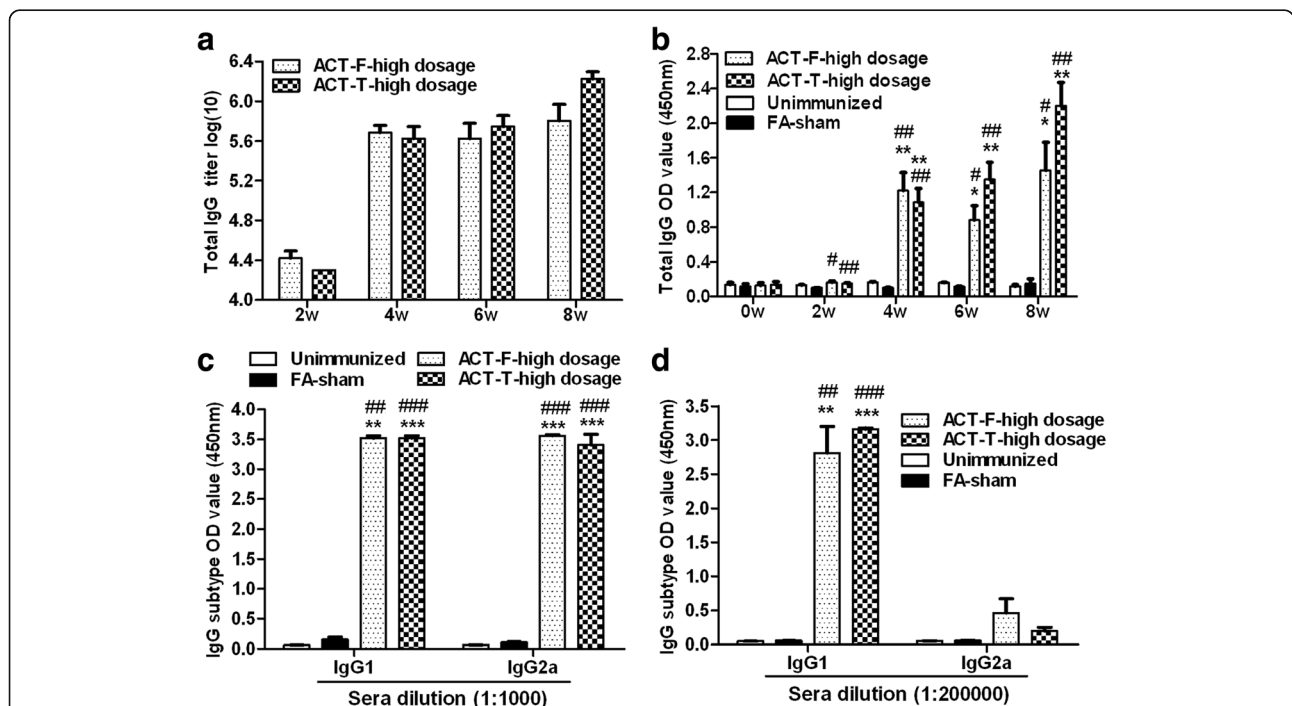 a
Total IgG titer log(10)
6.4
6.0
5.6
5.2
4.8
4.4
4.0
ACT-F-high dosage
ACT-T-high dosage
2w 4w 6w 8w
b
Total IgG OD value (450nm)
2.8
2.4
2.0
1.6
1.2
0.8
0.4
0.0
ACT-F-high dosage
ACT-T-high dosage
Unimmunized
FA-sham
# ##
## **
** ##
# *
## **
# *
## **
0w 2w 4w 6w 8w
c
Unimmunized
FA-sham
ACT-F-high dosage
ACT-T-high dosage
IgG subtype OD value (450nm)
4.0
3.5
3.0
2.5
2.0
1.5
1.0
0.5
0.0
## ### ### ###
** *** *** ***
IgG1 IgG2a
Sera dilution (1:1000)
d
IgG subtype OD value (450nm)
3.5
3.0
2.5
2.0
1.5
1.0
0.5
0.0
## ###
** ***
ACT-F-high dosage
ACT-T-high dosage
Unimmunized
FA-sham
IgG1 IgG2a
Sera dilution (1:200000)